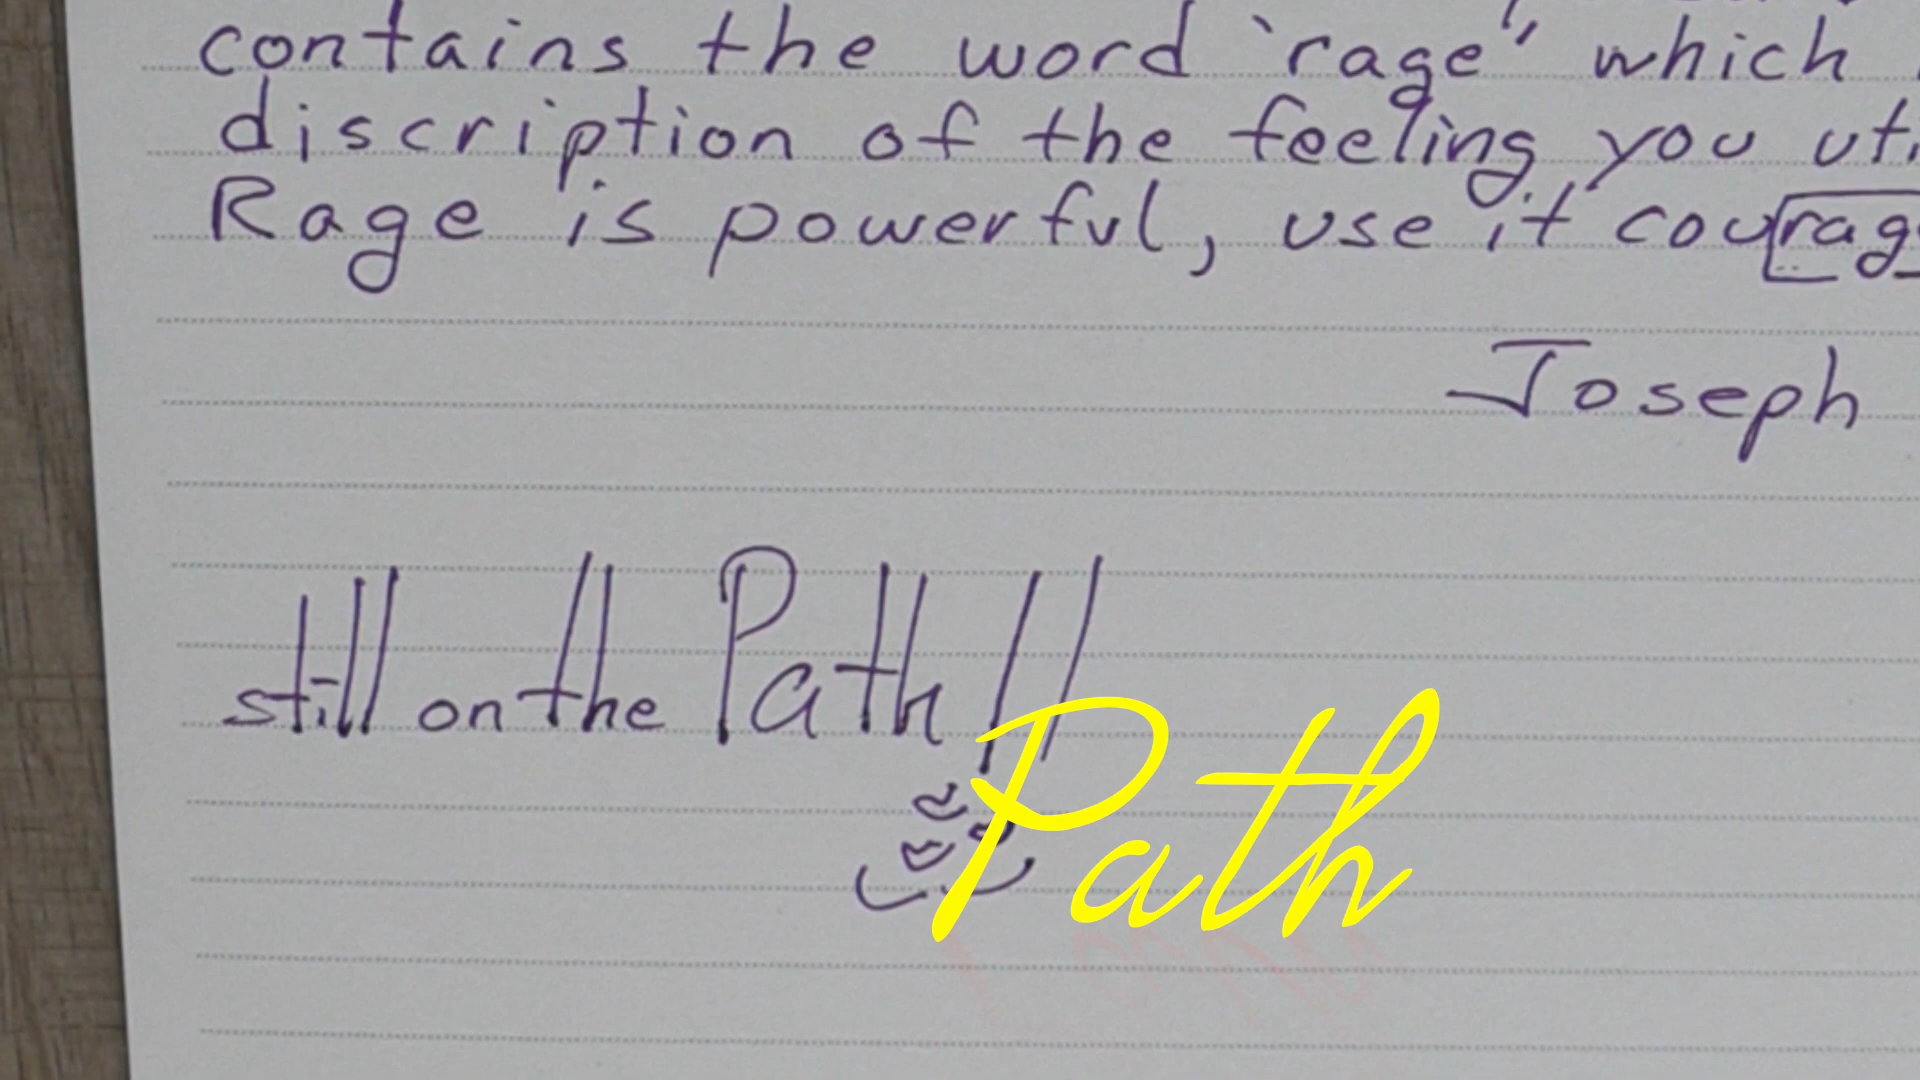 contains the word 'rage', which
discription of the feeling you
Rage is powerful, use it courag
Joseph
still on the Path !!
Path